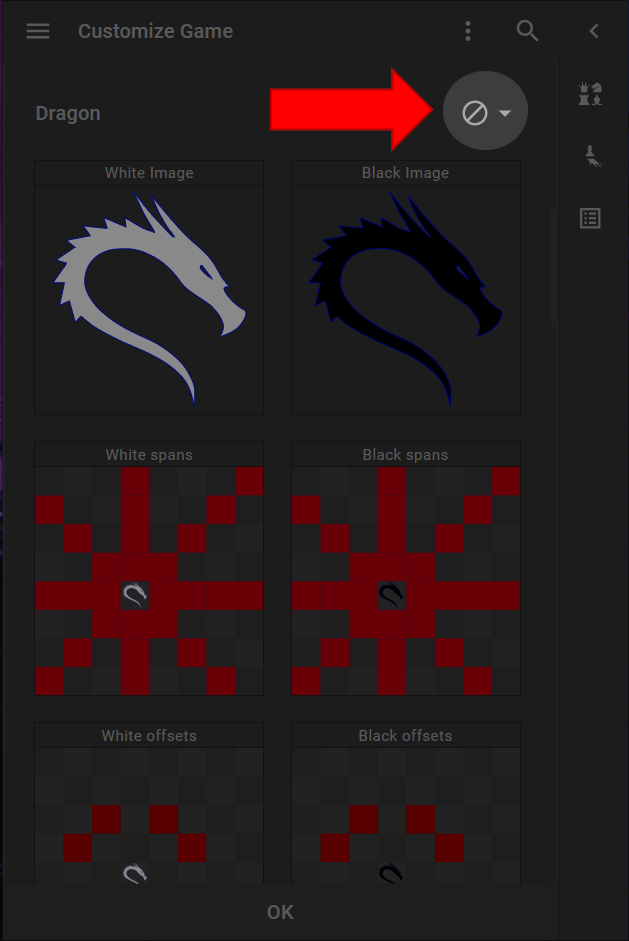 Customize Game
Dragon
White Image
Black Image
White spans
Black spans
White offsets
Black offsets
OK